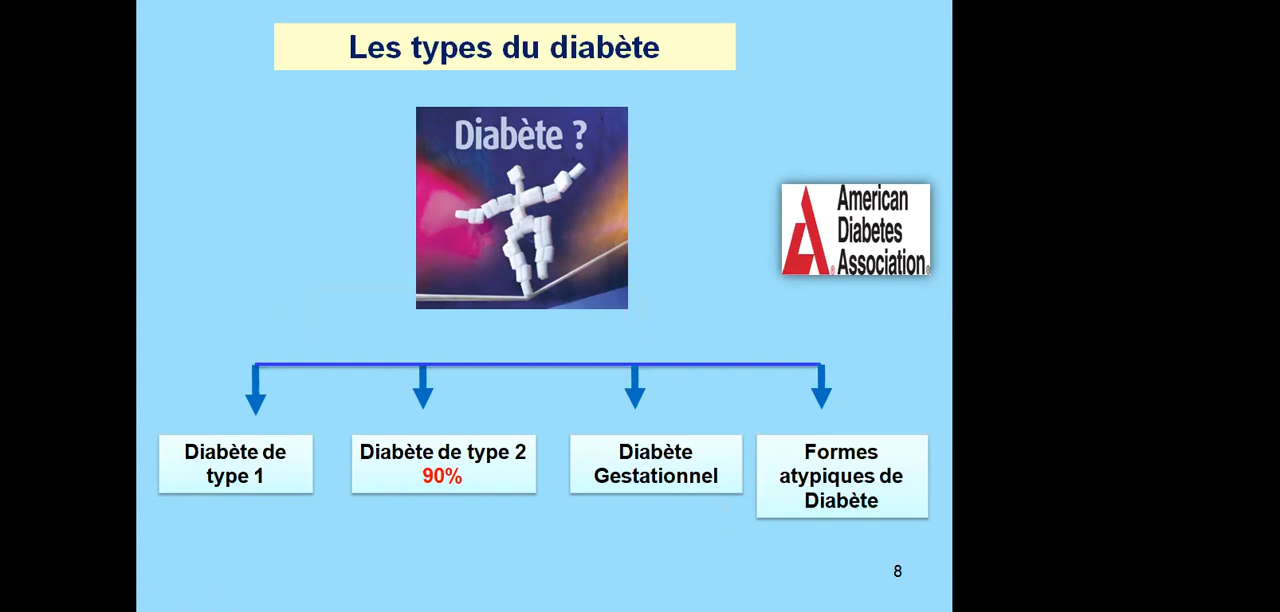 Les types du diabète
Diabète ?
American
Diabetes
Association®
Diabète de
type 1
Diabète de type 2
90%
Diabète
Gestationnel
Formes
atypiques de
Diabète
8